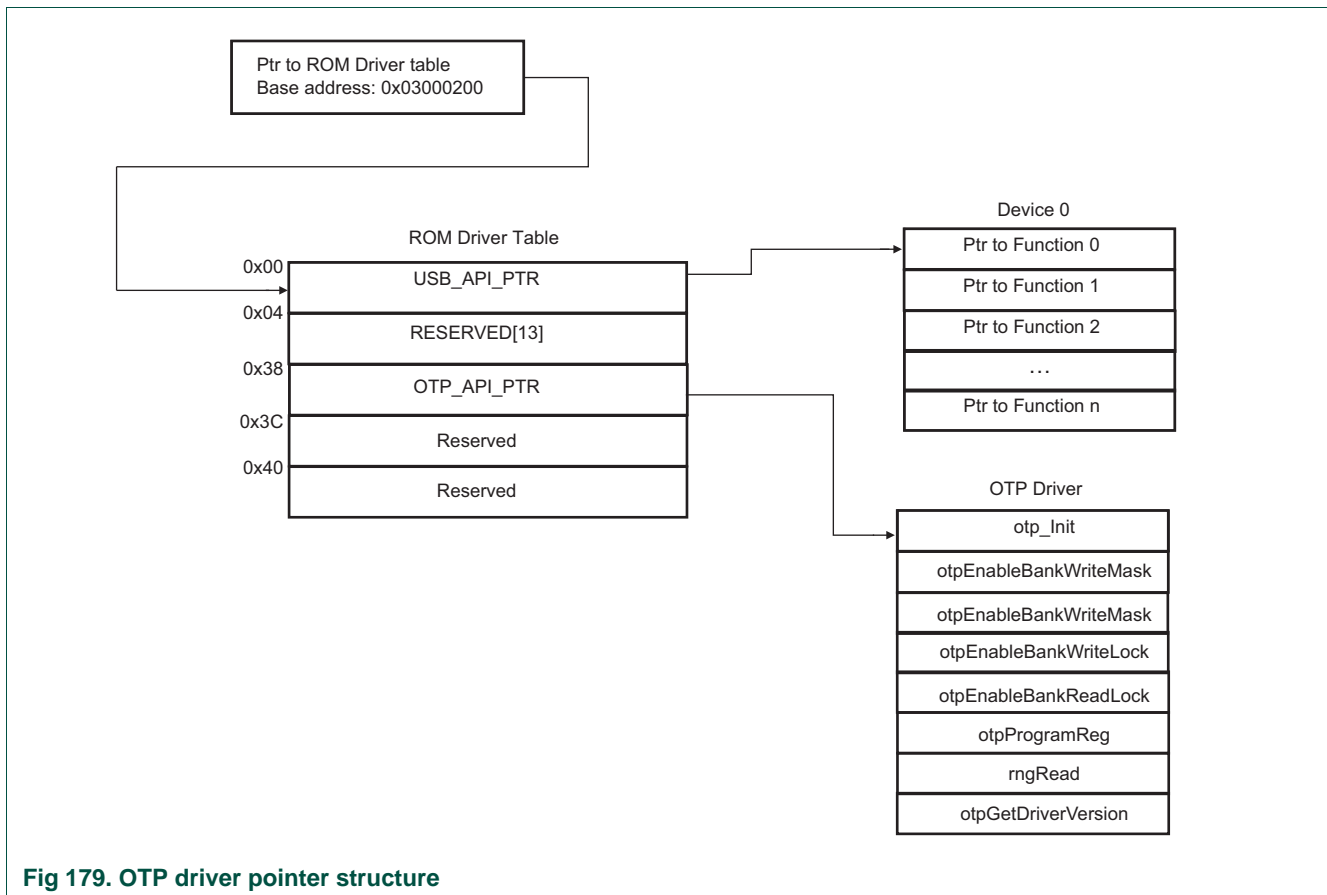 Ptr to ROM Driver table
Base address: 0x03000200
ROM Driver Table
0x00
USB_API_PTR
0x04
RESERVED[13]
0x38
OTP_API_PTR
0x3C
Reserved
0x40
Reserved
Device 0
Ptr to Function 0
Ptr to Function 1
Ptr to Function 2
...
Ptr to Function n
OTP Driver
otp_Init
otpEnableBankWriteMask
otpEnableBankWriteMask
otpEnableBankWriteLock
otpEnableBankReadLock
otpProgramReg
rngRead
otpGetDriverVersion
Fig 179. OTP driver pointer structure